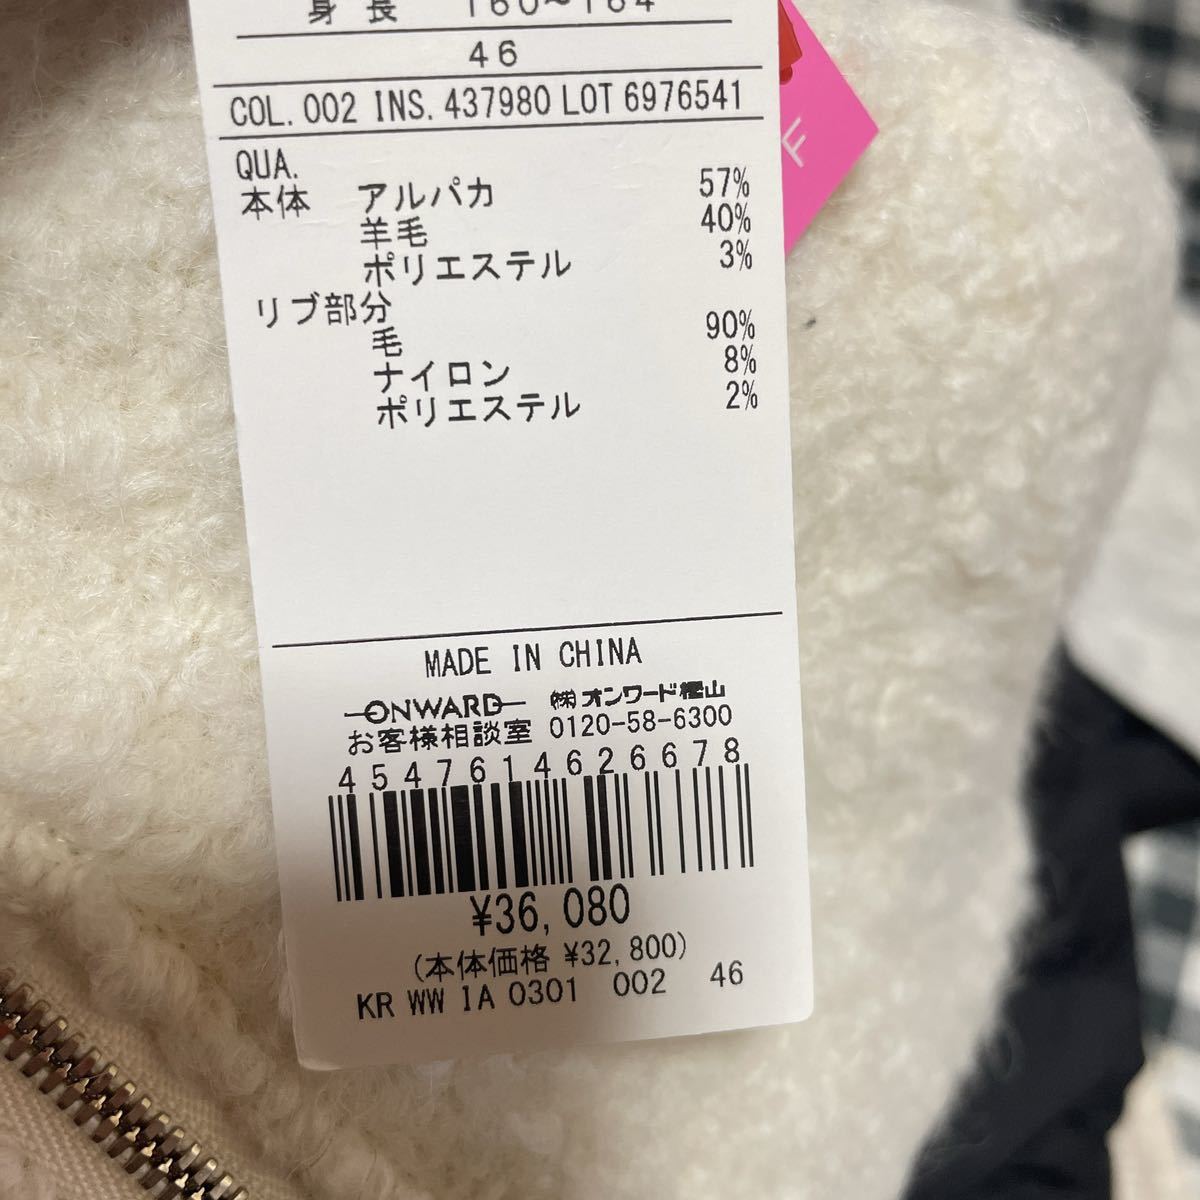 身長 160~164
46
COL. 002 INS. 437980 LOT 6976541
QUA.
本体 アルパカ 57%
羊毛 40%
ポリエステル 3%
リブ部分
毛 90%
ナイロン 8%
ポリエステル 2%
MADE IN CHINA
ONWARD ㈱オンワード樫山
お客様相談室 0120-58-6300
4547614626678
¥36,080
(本体価格 ¥32,800)
KR WW IA 0301 002 46
F